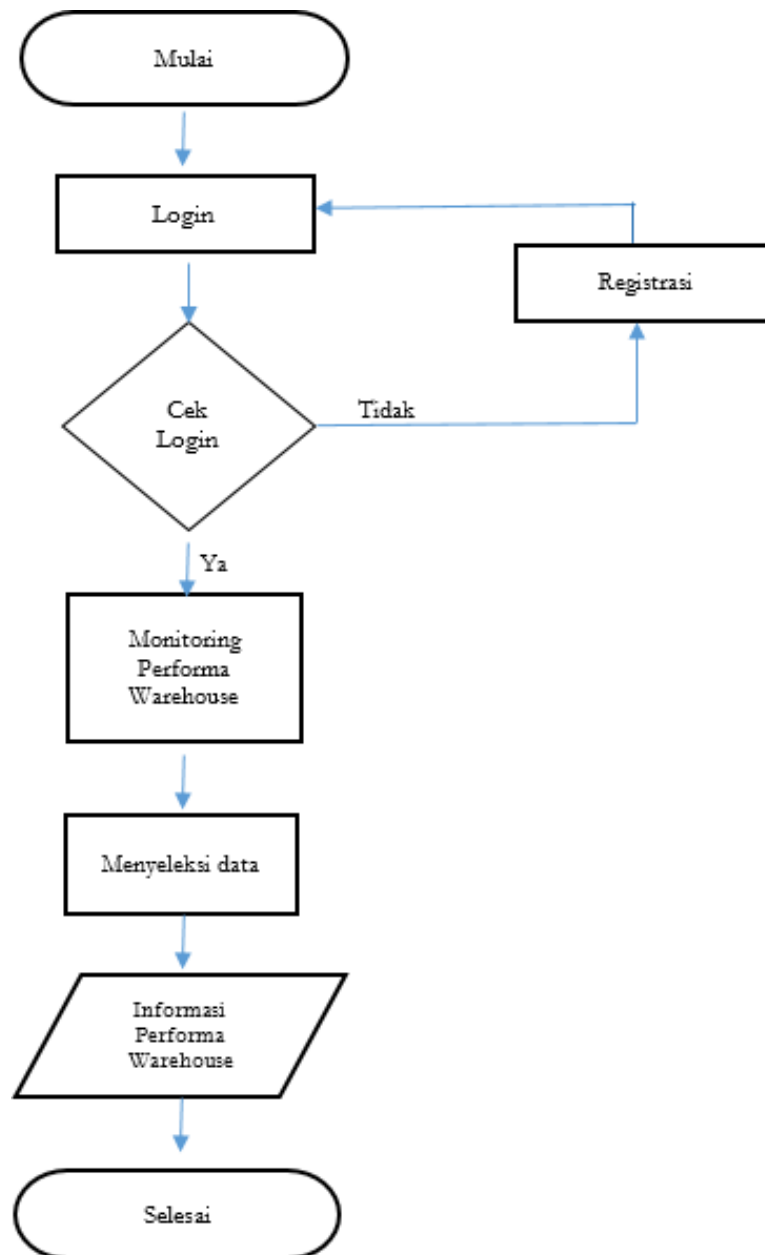 Mulai
Login
Registrasi
Cek
Login
Tidak
Ya
Monitoring
Performa
Warehouse
Menyeleksi data
Informasi
Performa
Warehouse
Selesai